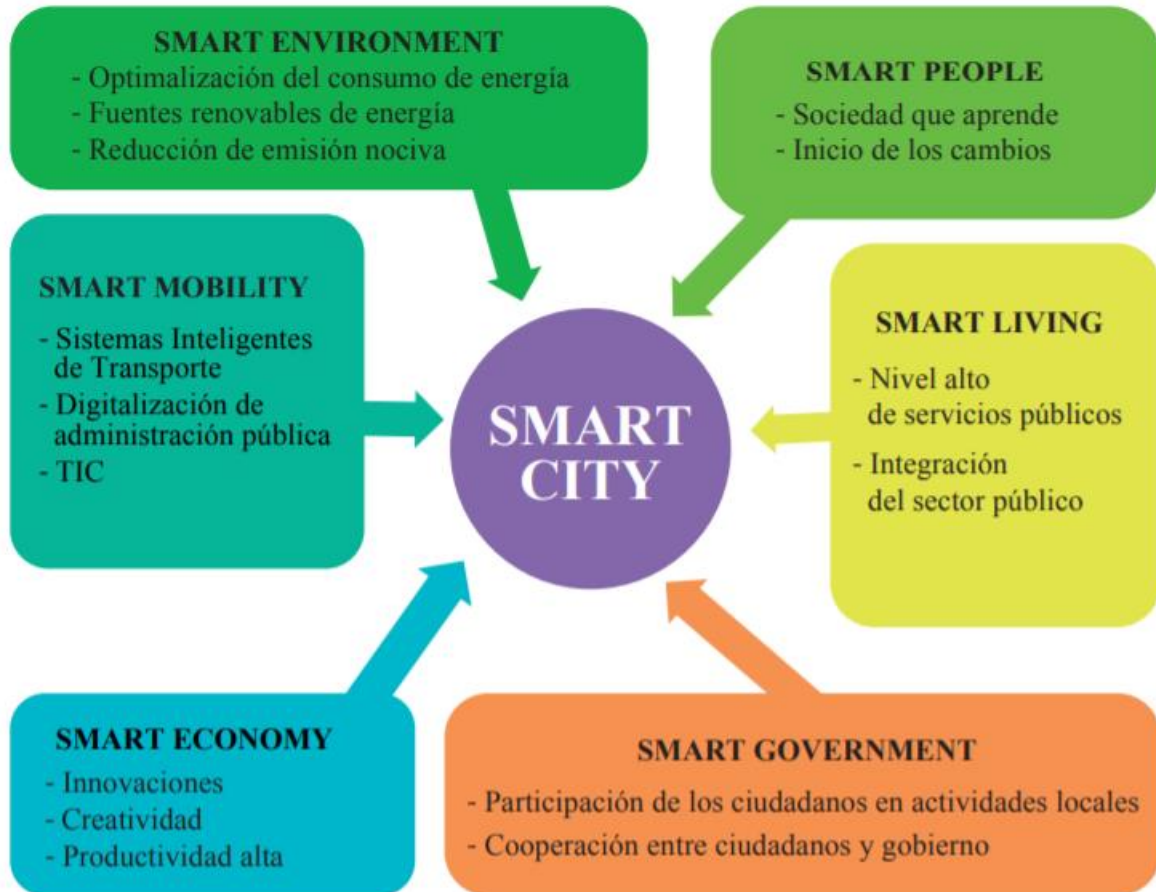 SMART ENVIRONMENT
- Optimalización del consumo de energía
- Fuentes renovables de energía
- Reducción de emisión nociva
SMART PEOPLE
- Sociedad que aprende
- Inicio de los cambios
SMART MOBILITY
- Sistemas Inteligentes
de Transporte
- Digitalización de
administración pública
- TIC
SMART
CITY
SMART LIVING
- Nivel alto
de servicios públicos
- Integración
del sector público
SMART ECONOMY
- Innovaciones
- Creatividad
- Productividad alta
SMART GOVERNMENT
- Participación de los ciudadanos en actividades locales
- Cooperación entre ciudadanos y gobierno